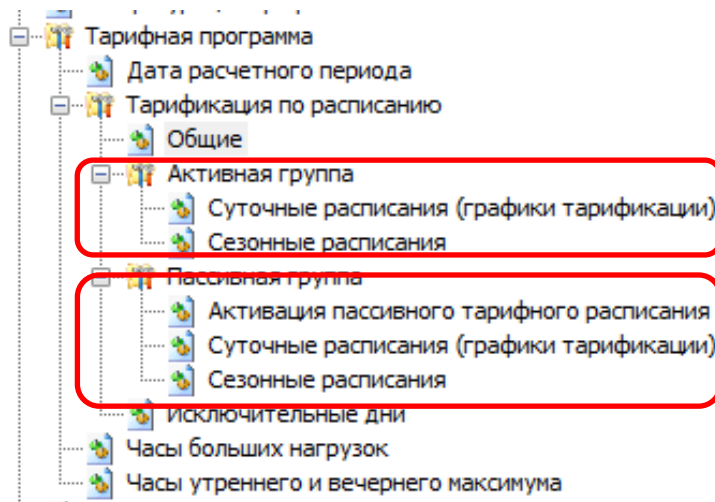 Тарифная программа
Дата расчетного периода
Тарификация по расписанию
Общие
Активная группа
Суточные расписания (графики тарификации)
Сезонные расписания
Пассивная группа
Активация пассивного тарифного расписания
Суточные расписания (графики тарификации)
Сезонные расписания
Исключительные дни
Часы больших нагрузок
Часы утреннего и вечернего максимума